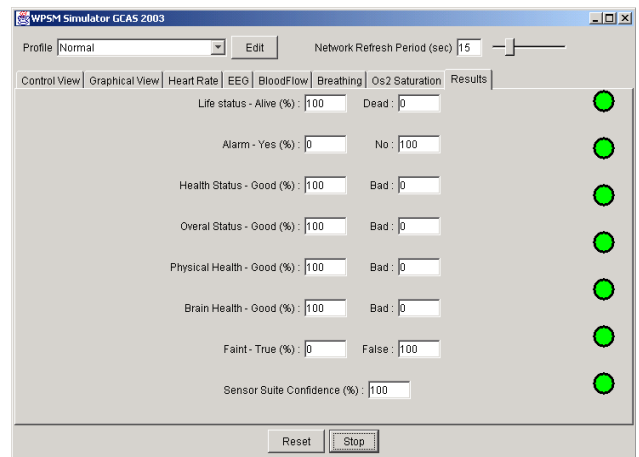 WPSM Simulator GCAS 2003
Profile Normal Edit Network Refresh Period (sec) 15
Control View Graphical View Heart Rate EEG BloodFlow Breathing Os2 Saturation Results
Life status - Alive (%) : 100 Dead : 0
Alarm - Yes (%) : 0 No : 100
Health Status - Good (%) : 100 Bad : 0
Overal Status - Good (%) : 100 Bad : 0
Physical Health - Good (%) : 100 Bad : 0
Brain Health - Good (%) : 100 Bad : 0
Faint - True (%) : 0 False : 100
Sensor Suite Confidence (%) : 100
Reset Stop